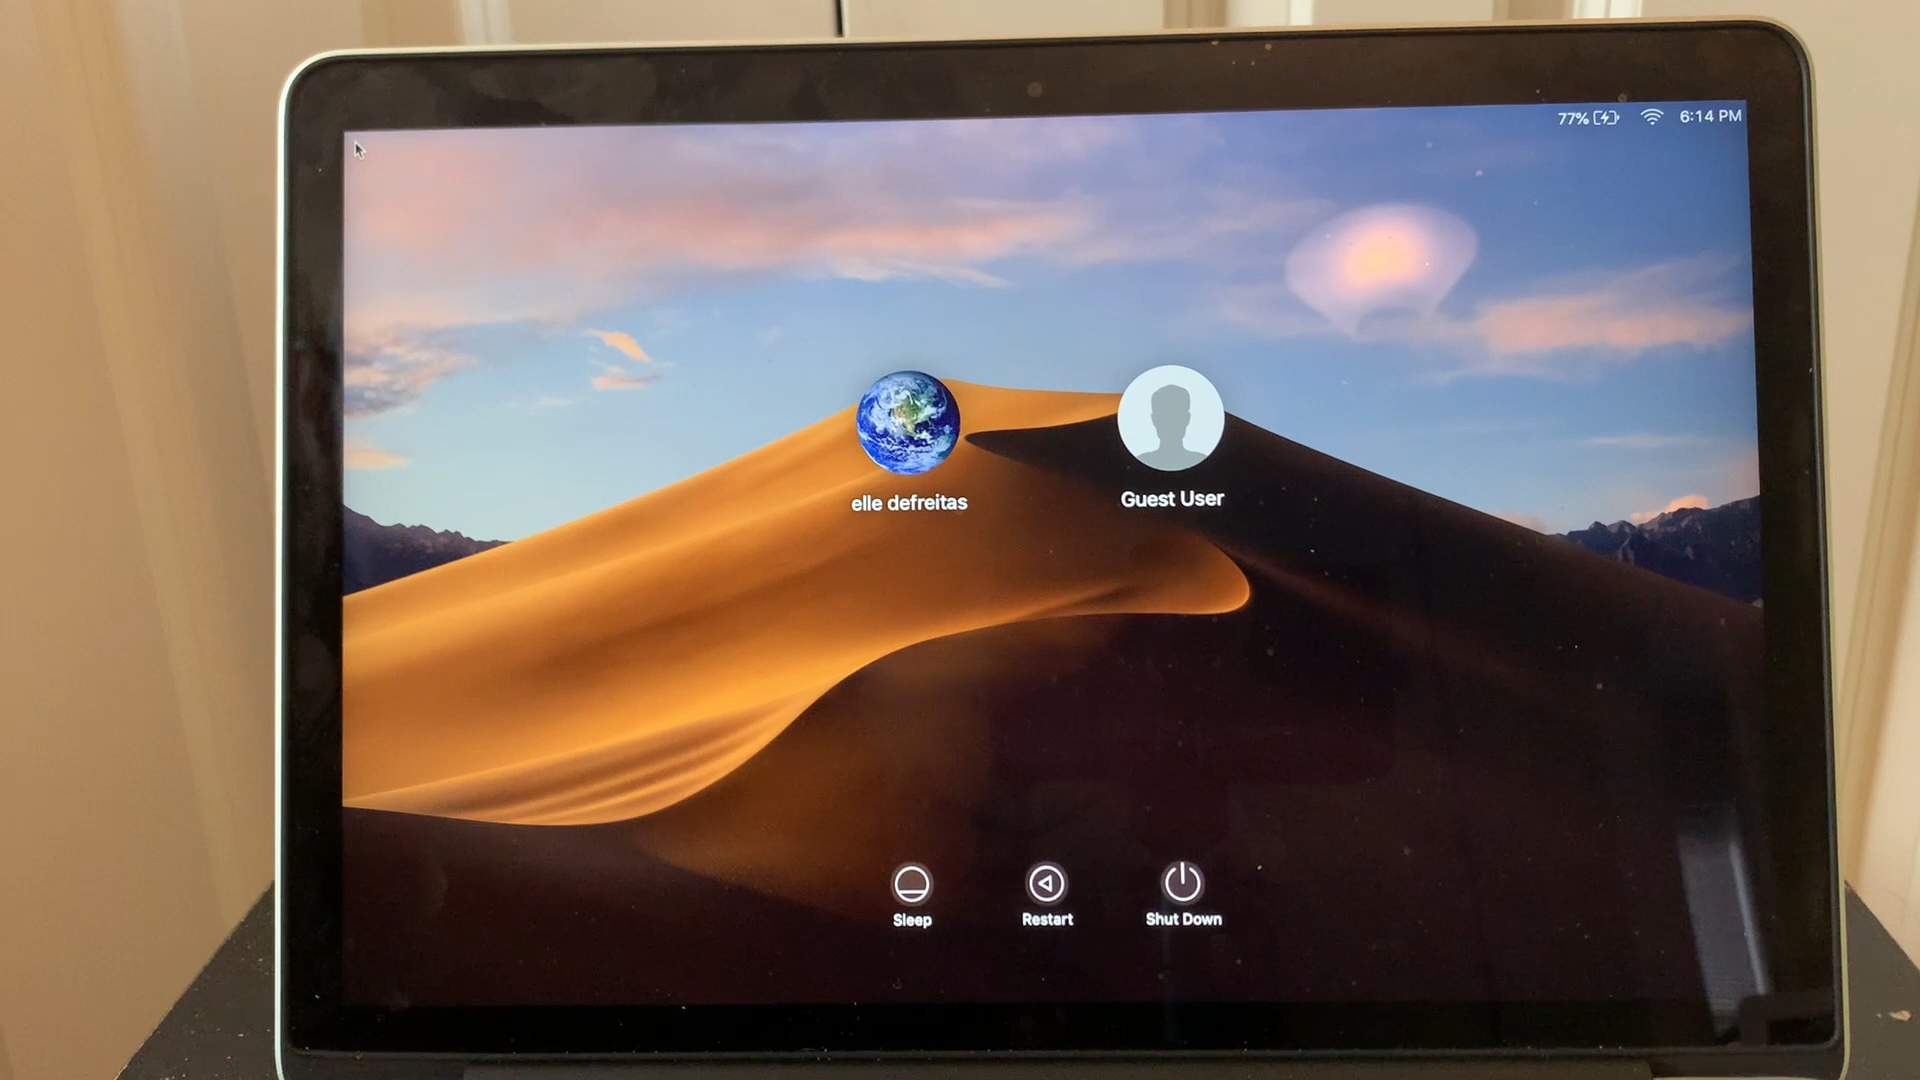 77% 6:14 PM
elle defreitas
Guest User
Sleep
Restart
Shut Down